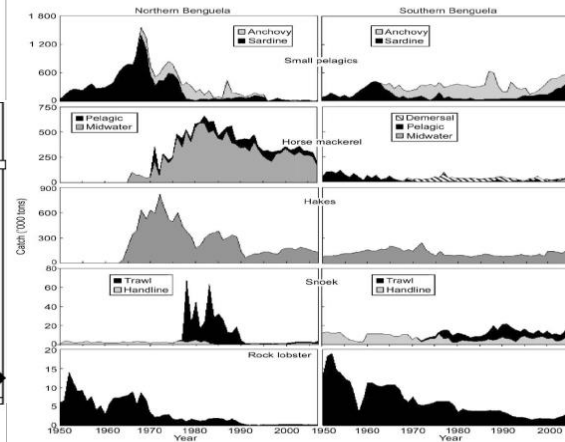 Northern Benguela
Southern Benguela
1 800
1 200
600
0
Anchovy
Sardine
Small pelagics
Anchovy
Sardine
750
500
250
0
Pelagic
Midwater
Horse mackerel
Demersal
Pelagic
Midwater
Catch ('000 tons)
900
600
300
0
Hakes
80
60
40
20
0
Trawl
Handline
Snoek
Trawl
Handline
20
15
10
5
0
Rock lobster
1950 1960 1970 1980 1990 2000 1950 1960 1970 1980 1990 2000
Year
Year